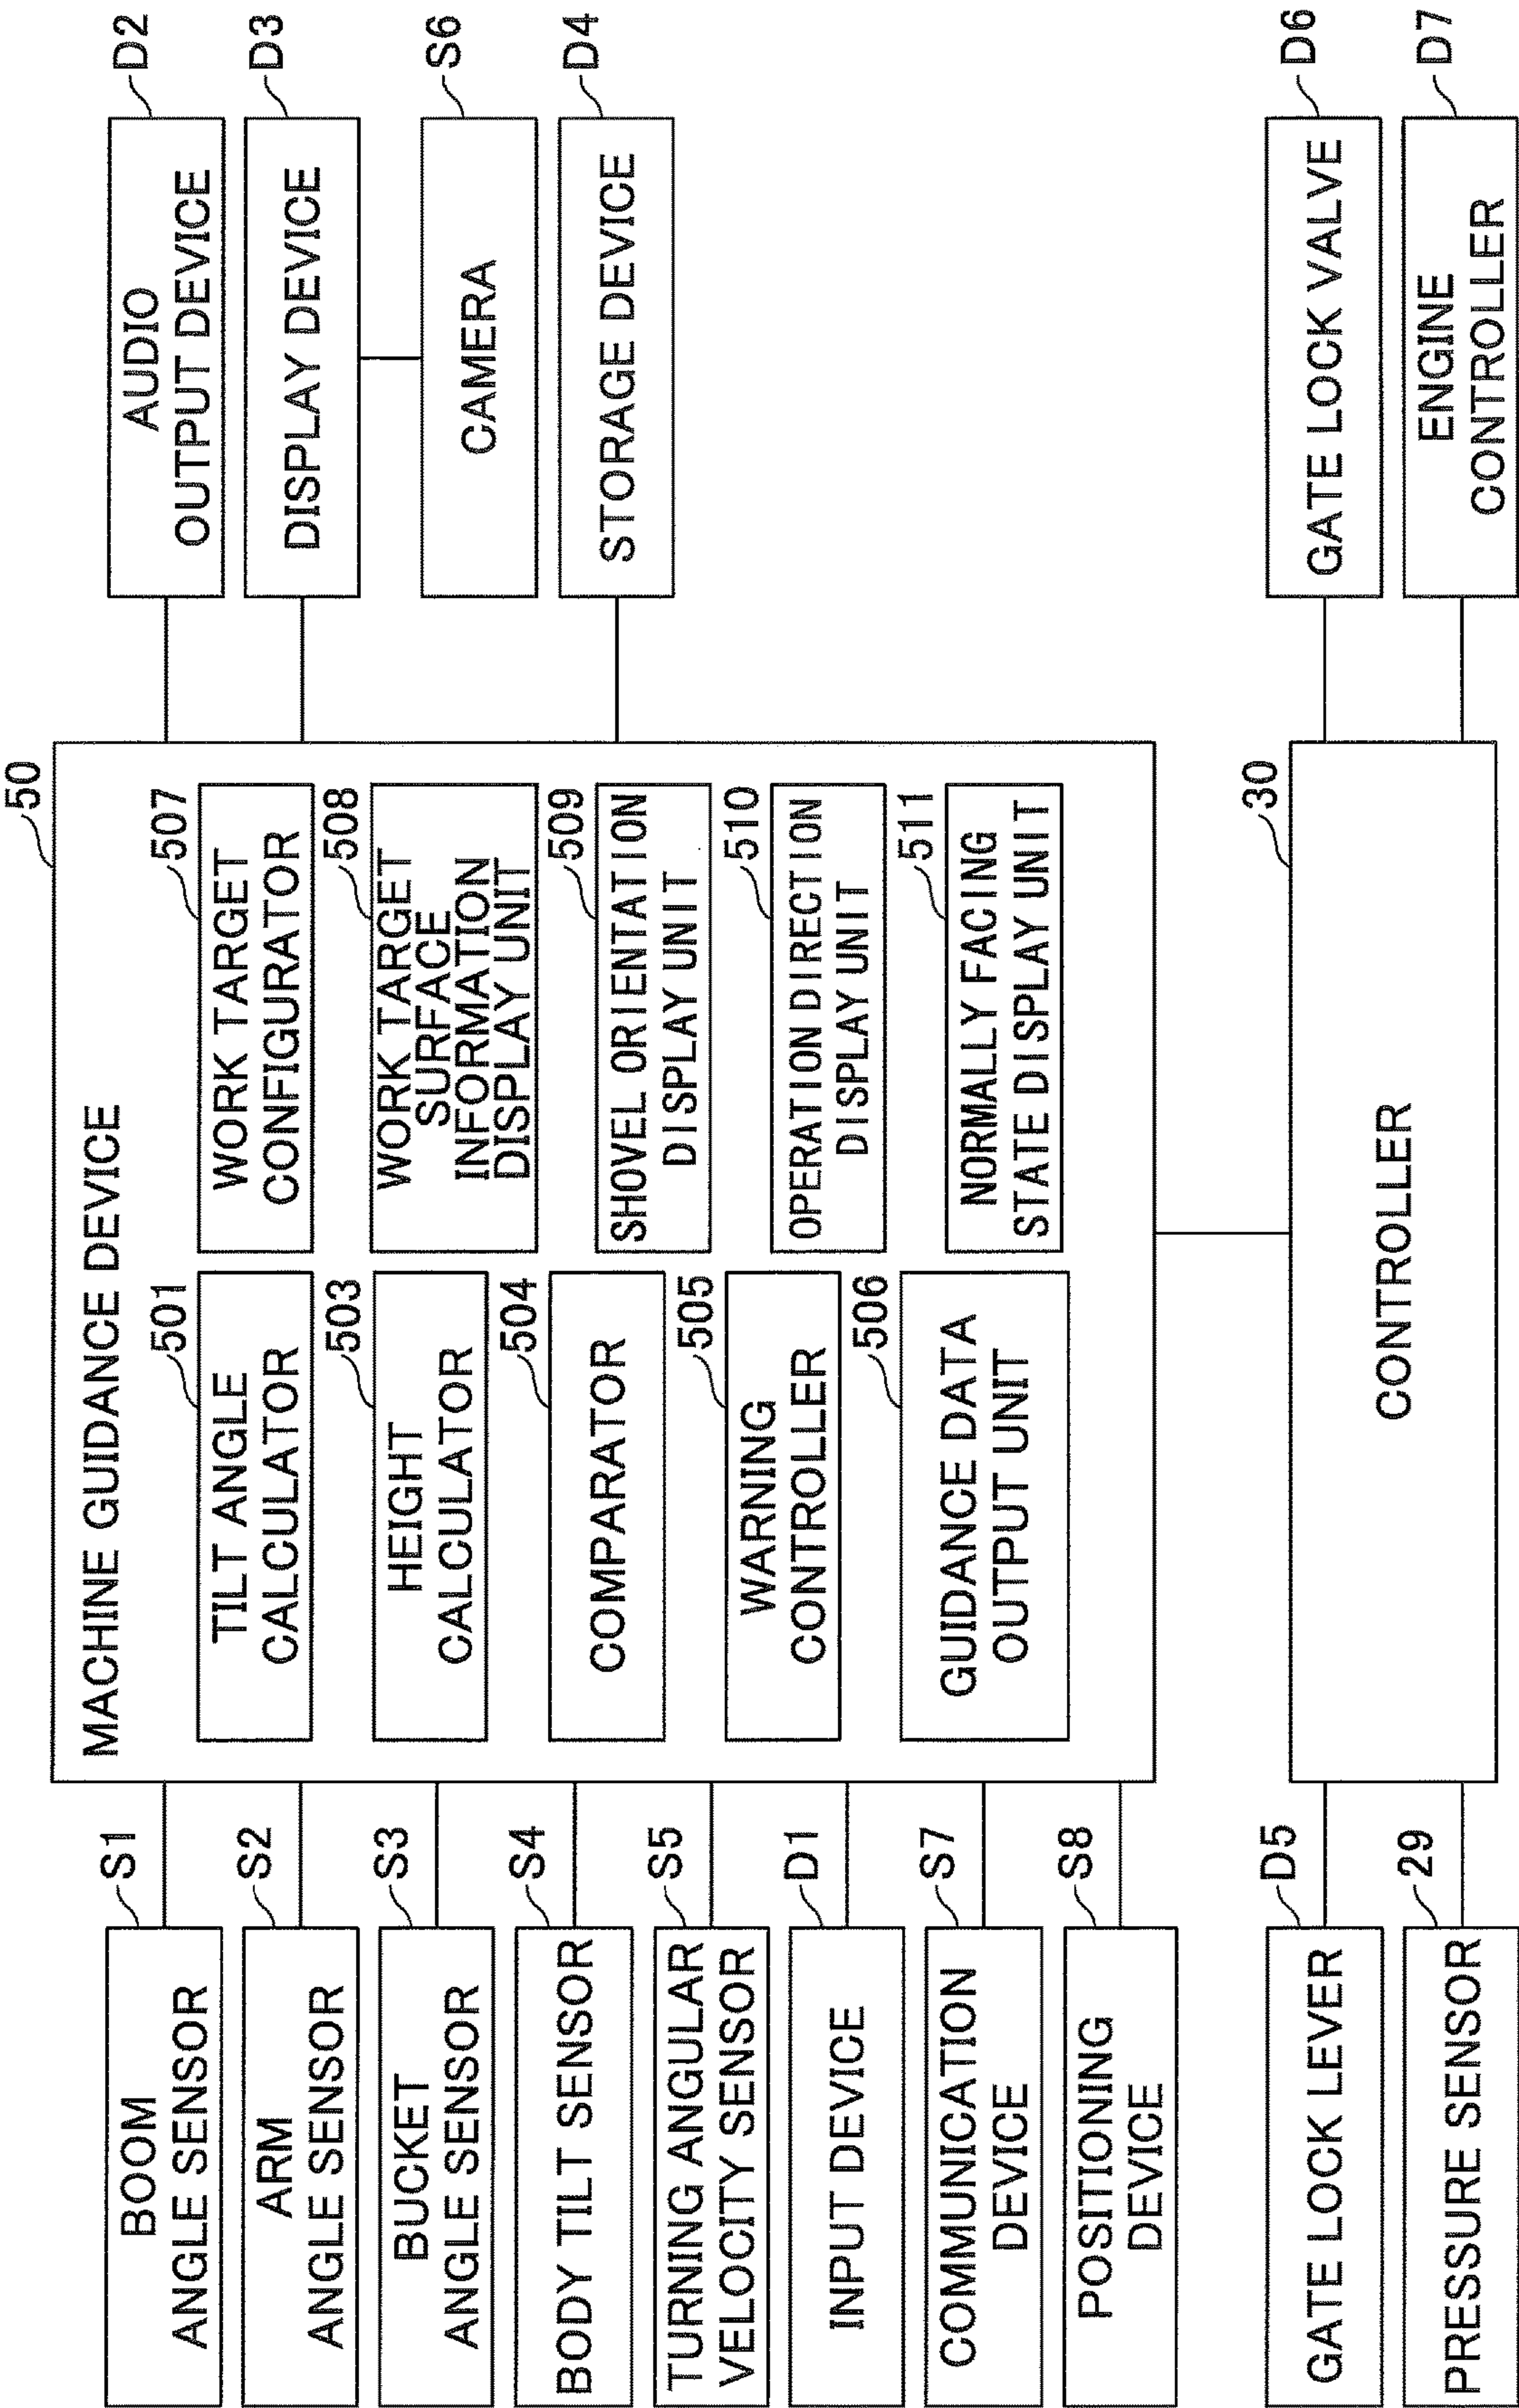 BOOM
ANGLE SENSOR
S1
ARM
ANGLE SENSOR
S2
BUCKET
ANGLE SENSOR
S3
BODY TILT SENSOR
S4
TURNING ANGULAR
VELOCITY SENSOR
S5
INPUT DEVICE
D1
COMMUNICATION
DEVICE
S7
POSITIONING
DEVICE
S8
GATE LOCK LEVER
D5
PRESSURE SENSOR
29
50
MACHINE GUIDANCE DEVICE
501
TILT ANGLE
CALCULATOR
503
HEIGHT
CALCULATOR
504
COMPARATOR
505
WARNING
CONTROLLER
506
GUIDANCE DATA
OUTPUT UNIT
507
WORK TARGET
CONFIGURATOR
508
WORK TARGET
SURFACE
INFORMATION
DISPLAY UNIT
509
SHOVEL ORIENTATION
DISPLAY UNIT
510
OPERATION DIRECTION
DISPLAY UNIT
511
NORMALLY FACING
STATE DISPLAY UNIT
30
CONTROLLER
AUDIO
OUTPUT DEVICE
D2
DISPLAY DEVICE
D3
CAMERA
S6
STORAGE DEVICE
D4
GATE LOCK VALVE
D6
ENGINE
CONTROLLER
D7